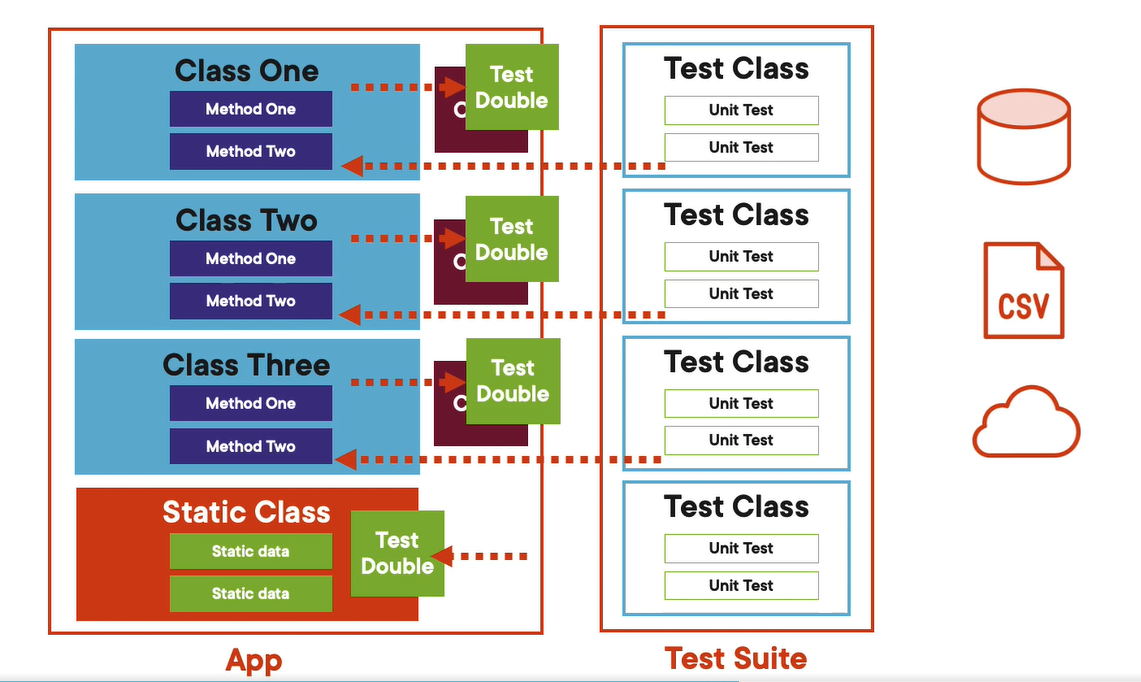 Class One
Method One
Method Two
Test
Double
Class Two
Method One
Method Two
Test
Double
Class Three
Method One
Method Two
Test
Double
Static Class
Static data
Static data
Test
Double
App
Test Class
Unit Test
Unit Test
Test Class
Unit Test
Unit Test
Test Class
Unit Test
Unit Test
Test Class
Unit Test
Unit Test
Test Suite
CSV